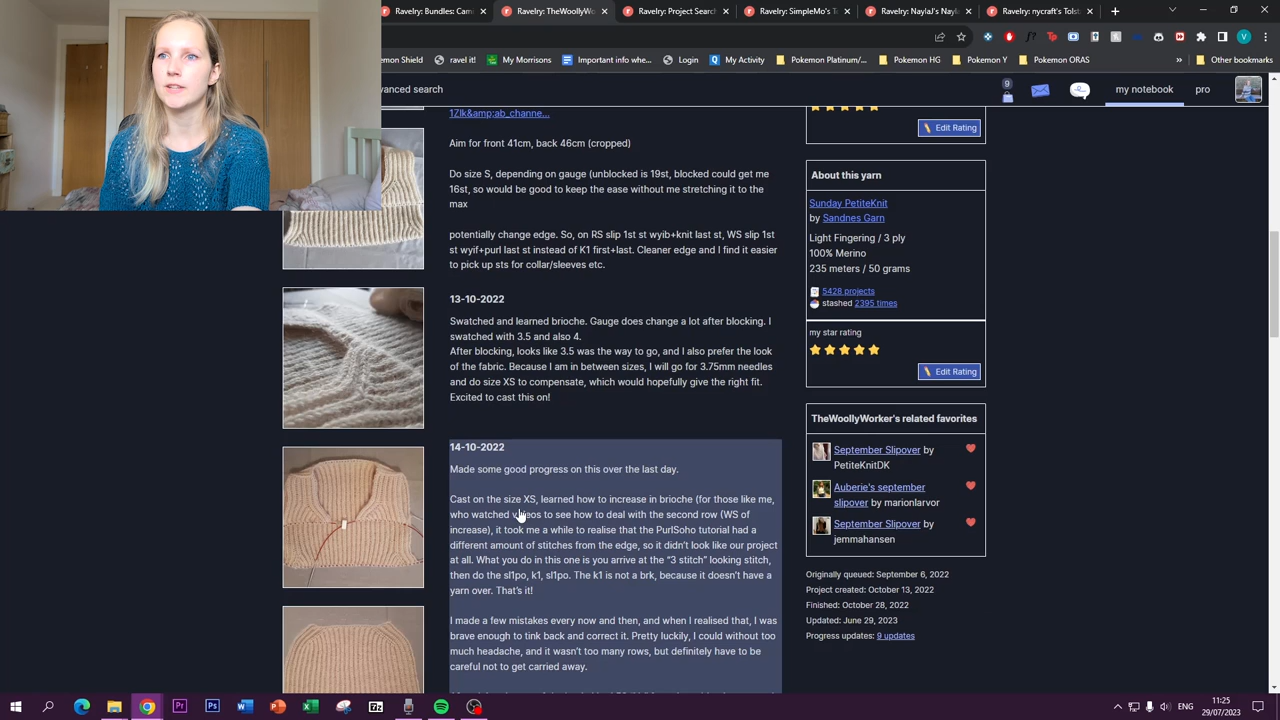 Ravelry: Bundles Cam
Ravelry: TheWoollyWo
Ravelry: Project Searc
Ravelry: SimpleMo's T
Ravelry: NylaJ's Nayk
Ravelry: nycraft's Tols
emon Shield
ravel it!
My Morrisons
Important info whe...
Login
My Activity
Pokemon Platinum/...
Pokemon HG
Pokemon Y
Pokemon ORAS
Other bookmarks
vanced search
9
my notebook
pro
1Zlk&amp;ab_channe...
Aim for front 41cm, back 46cm (cropped)
Do size S, depending on gauge (unblocked is 19st, blocked could get me
16st, so would be good to keep the ease without me stretching it to the
max
potentially change edge. So, on RS slip 1st st wyib+knit last st, WS slip 1st
st wyif+purl last st instead of K1 first+last. Cleaner edge and I find it easier
to pick up sts for collar/sleeves etc.
13-10-2022
Swatched and learned brioche. Gauge does change a lot after blocking. I
swatched with 3.5 and also 4.
After blocking, looks like 3.5 was the way to go, and I also prefer the look
of the fabric. Because I am in between sizes, I will go for 3.75mm needles
and do size XS to compensate, which would hopefully give the right fit.
Excited to cast this on!
14-10-2022
Made some good progress on this over the last day.
Cast on the size XS, learned how to increase in brioche (for those like me,
who watched videos to see how to deal with the second row (WS of
increase), it took me a while to realise that the PurlSoho tutorial had a
different amount of stitches from the edge, so it didn't look like our project
at all. What you do in this one is you arrive at the “3 stitch” looking stitch,
then do the sl1po, k1, sl1po. The k1 is not a brk, because it doesn't have a
yarn over. That's it!
I made a few mistakes every now and then, and when I realised that, I was
brave enough to tink back and correct it. Pretty luckily, I could without too
much headache, and it wasn't too many rows, but definitely have to be
careful not to get carried away.
Edit Rating
About this yarn
Sunday PetiteKnit
by Sandnes Garn
Light Fingering / 3 ply
100% Merino
235 meters / 50 grams
5428 projects
stashed 2395 times
my star rating
Edit Rating
TheWoollyWorker's related favorites
September Slipover by
PetiteKnitDK
Auberie's september
slipover by marionlarvor
September Slipover by
jemmahansen
Originally queued: September 6, 2022
Project created: October 13, 2022
Finished: October 28, 2022
Updated: June 29, 2023
Progress updates: 9 updates
ENG
11:25
29/07/2023